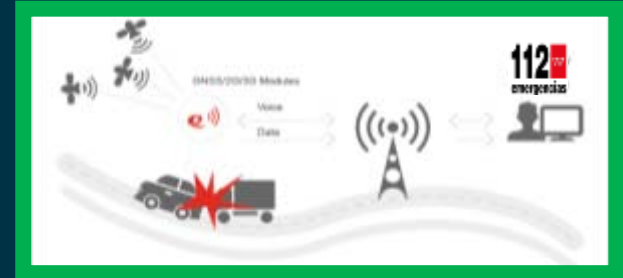 GNSS/2G/3G Modules
112
emergencias
e
Voice
Data